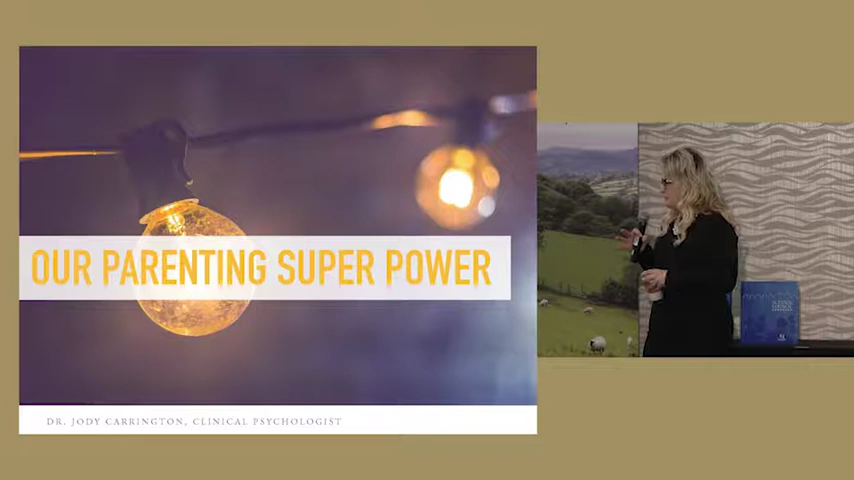 OUR PARENTING SUPER POWER
DR. JODY CARRINGTON, CLINICAL PSYCHOLOGIST